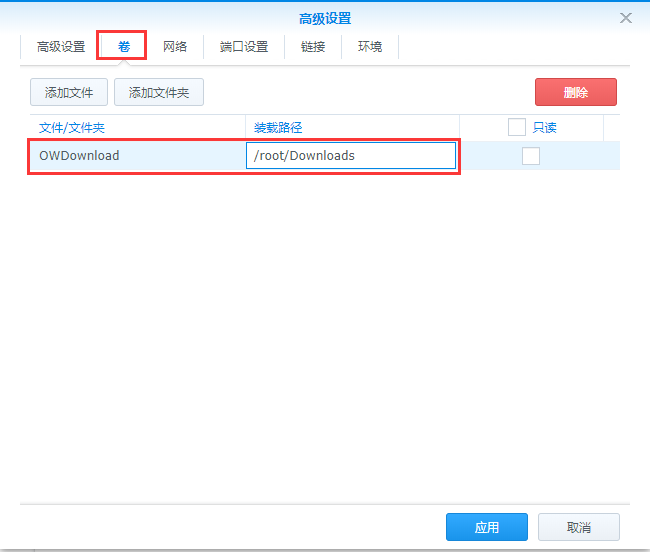 高级设置
高级设置 卷 网络 端口设置 链接 环境
添加文件 添加文件夹 删除
文件/文件夹 装载路径 只读
OWDownload /root/Downloads
应用 取消